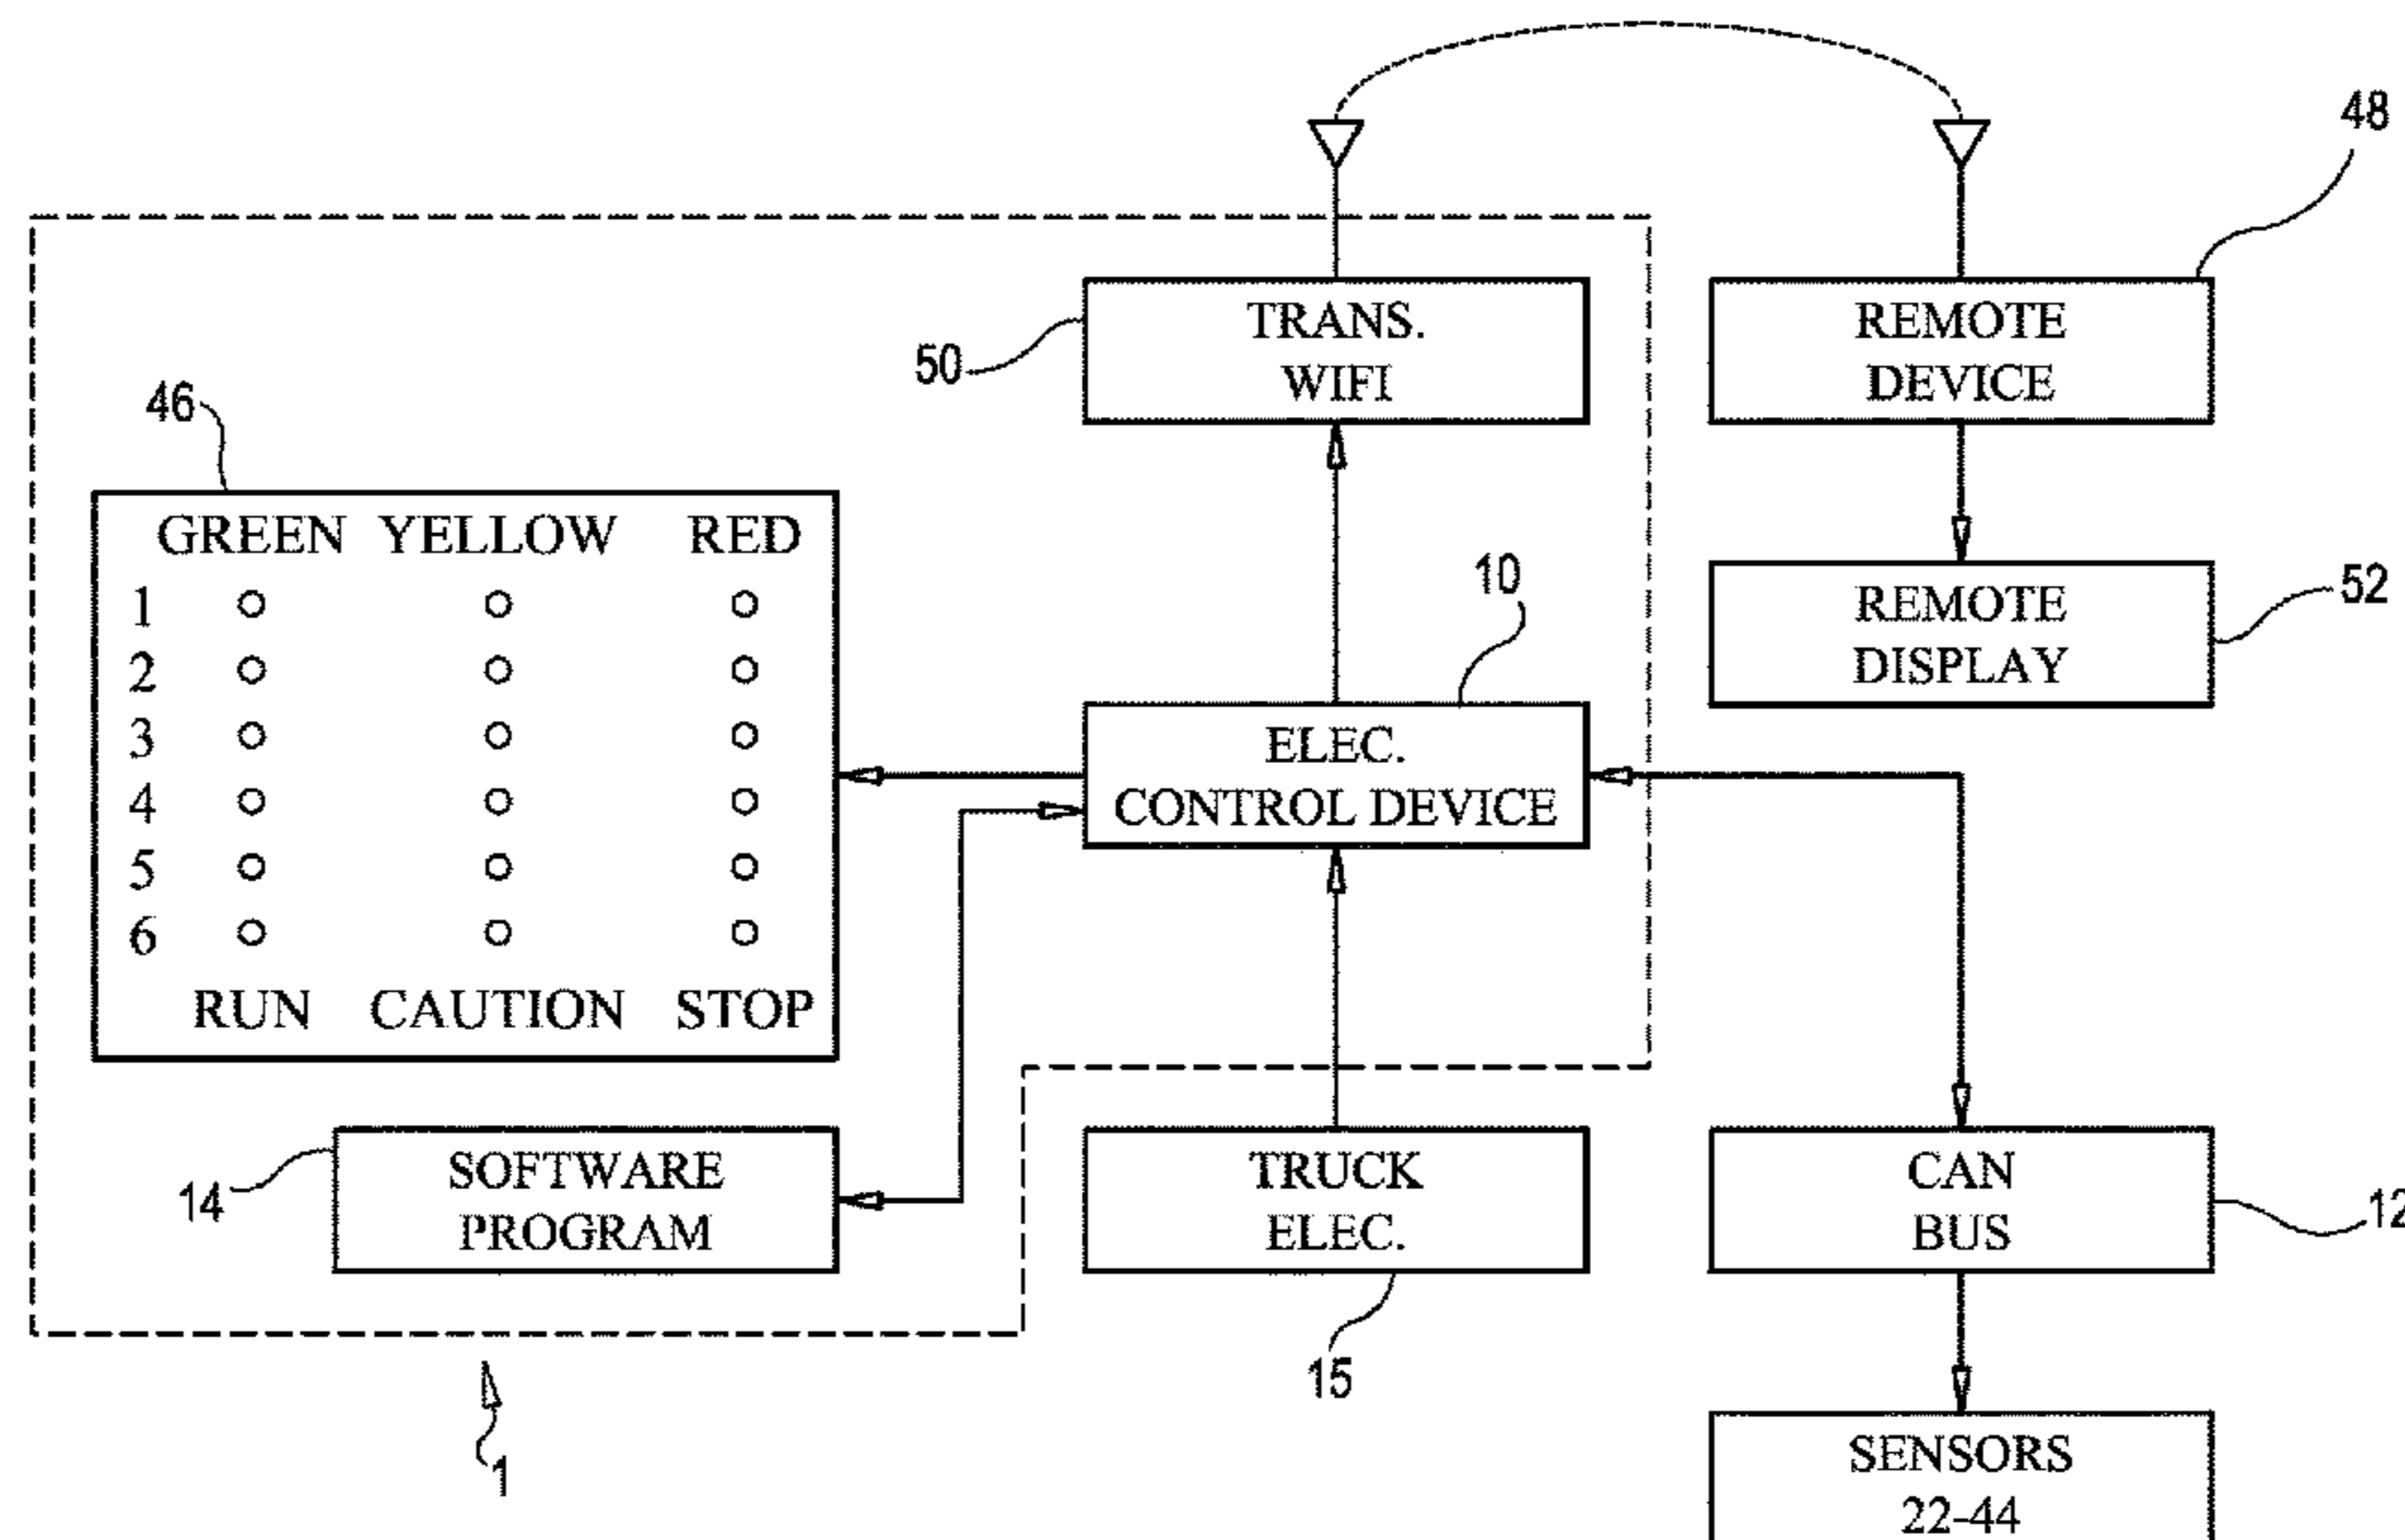 48
TRANS.
WIFI
50
REMOTE
DEVICE
46
GREEN YELLOW RED
1
2
3
4
5
6
RUN CAUTION STOP
10
ELEC.
CONTROL DEVICE
REMOTE
DISPLAY
52
14
SOFTWARE
PROGRAM
TRUCK
ELEC.
15
CAN
BUS
12
1
SENSORS
22-44